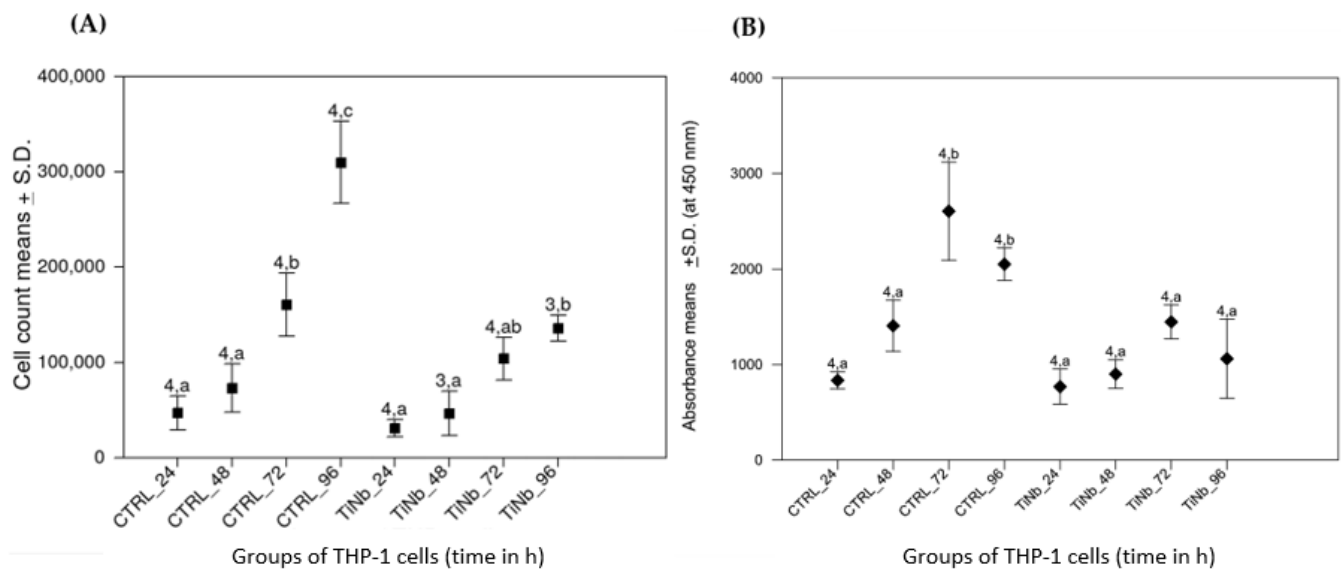 (A)
Cell count means ± S.D.
400,000
300,000
200,000
100,000
0
4,a
4,a
4,b
4,c
4,a
3,a
4,ab
3,b
CTRL_24
CTRL_48
CTRL_72
CTRL_96
TiNb_24
TiNb_48
TiNb_72
TiNb_96
Groups of THP-1 cells (time in h)
(B)
Absorbance means ±S.D. (at 450 nnm)
4000
3000
2000
1000
0
4,a
4,a
4,b
4,b
4,a
4,a
4,a
4,a
CTRL_24
CTRL_48
CTRL_72
CTRL_96
TiNb_24
TiNb_48
TiNb_72
TiNb_96
Groups of THP-1 cells (time in h)